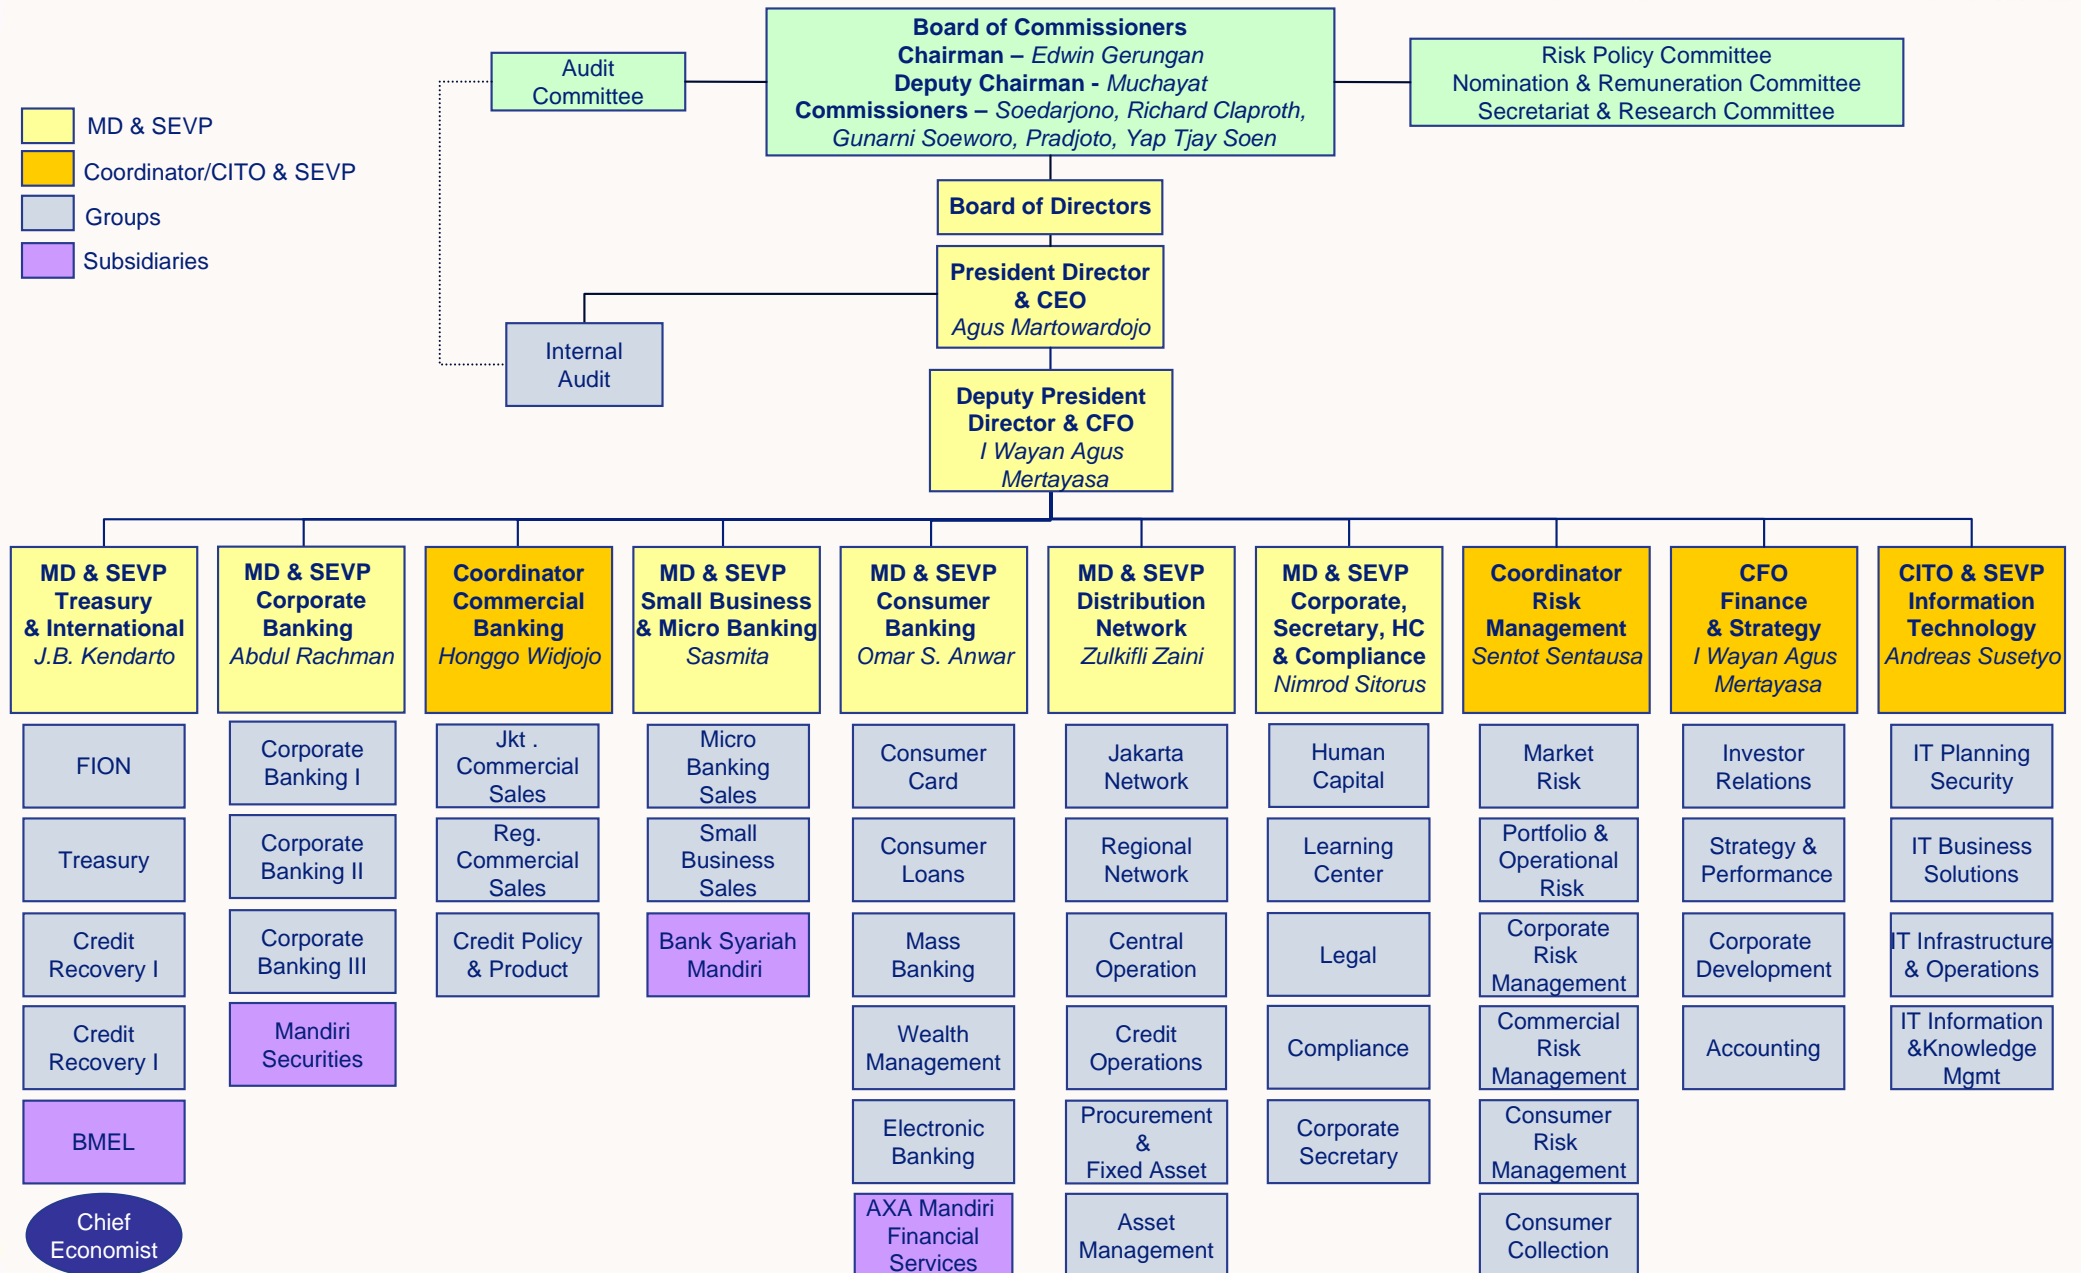 Board of Commissioners
Chairman – Edwin Gerungan
Deputy Chairman - Muchayat
Commissioners – Soedarjono, Richard Claproth,
Gunarni Soeworo, Pradjoto, Yap Tjay Soen
Audit
Committee
Risk Policy Committee
Nomination & Remuneration Committee
Secretariat & Research Committee
MD & SEVP
Coordinator/CITO & SEVP
Groups
Subsidiaries
Board of Directors
President Director
& CEO
Agus Martowardojo
Internal
Audit
Deputy President
Director & CFO
I Wayan Agus
Mertayasa
MD & SEVP
Treasury
& International
J.B. Kendarto
FION
Treasury
Credit
Recovery I
Credit
Recovery I
BMEL
Chief
Economist
MD & SEVP
Corporate
Banking
Abdul Rachman
Corporate
Banking I
Corporate
Banking II
Corporate
Banking III
Mandiri
Securities
Coordinator
Commercial
Banking
Honggo Widjojo
Jkt .
Commercial
Sales
Reg.
Commercial
Sales
Credit Policy
& Product
MD & SEVP
Small Business
& Micro Banking
Sasmita
Micro
Banking
Sales
Small
Business
Sales
Bank Syariah
Mandiri
MD & SEVP
Consumer
Banking
Omar S. Anwar
Consumer
Card
Consumer
Loans
Mass
Banking
Wealth
Management
Electronic
Banking
AXA Mandiri
Financial
Services
MD & SEVP
Distribution
Network
Zulkifli Zaini
Jakarta
Network
Regional
Network
Central
Operation
Credit
Operations
Procurement
&
Fixed Asset
Asset
Management
MD & SEVP
Corporate,
Secretary, HC
& Compliance
Nimrod Sitorus
Human
Capital
Learning
Center
Legal
Compliance
Corporate
Secretary
Coordinator
Risk
Management
Sentot Sentausa
Market
Risk
Portfolio &
Operational
Risk
Corporate
Risk
Management
Commercial
Risk
Management
Consumer
Risk
Management
Consumer
Collection
CFO
Finance
& Strategy
I Wayan Agus
Mertayasa
Investor
Relations
Strategy &
Performance
Corporate
Development
Accounting
CITO & SEVP
Information
Technology
Andreas Susetyo
IT Planning
Security
IT Business
Solutions
IT Infrastructure
& Operations
IT Information
&Knowledge
Mgmt